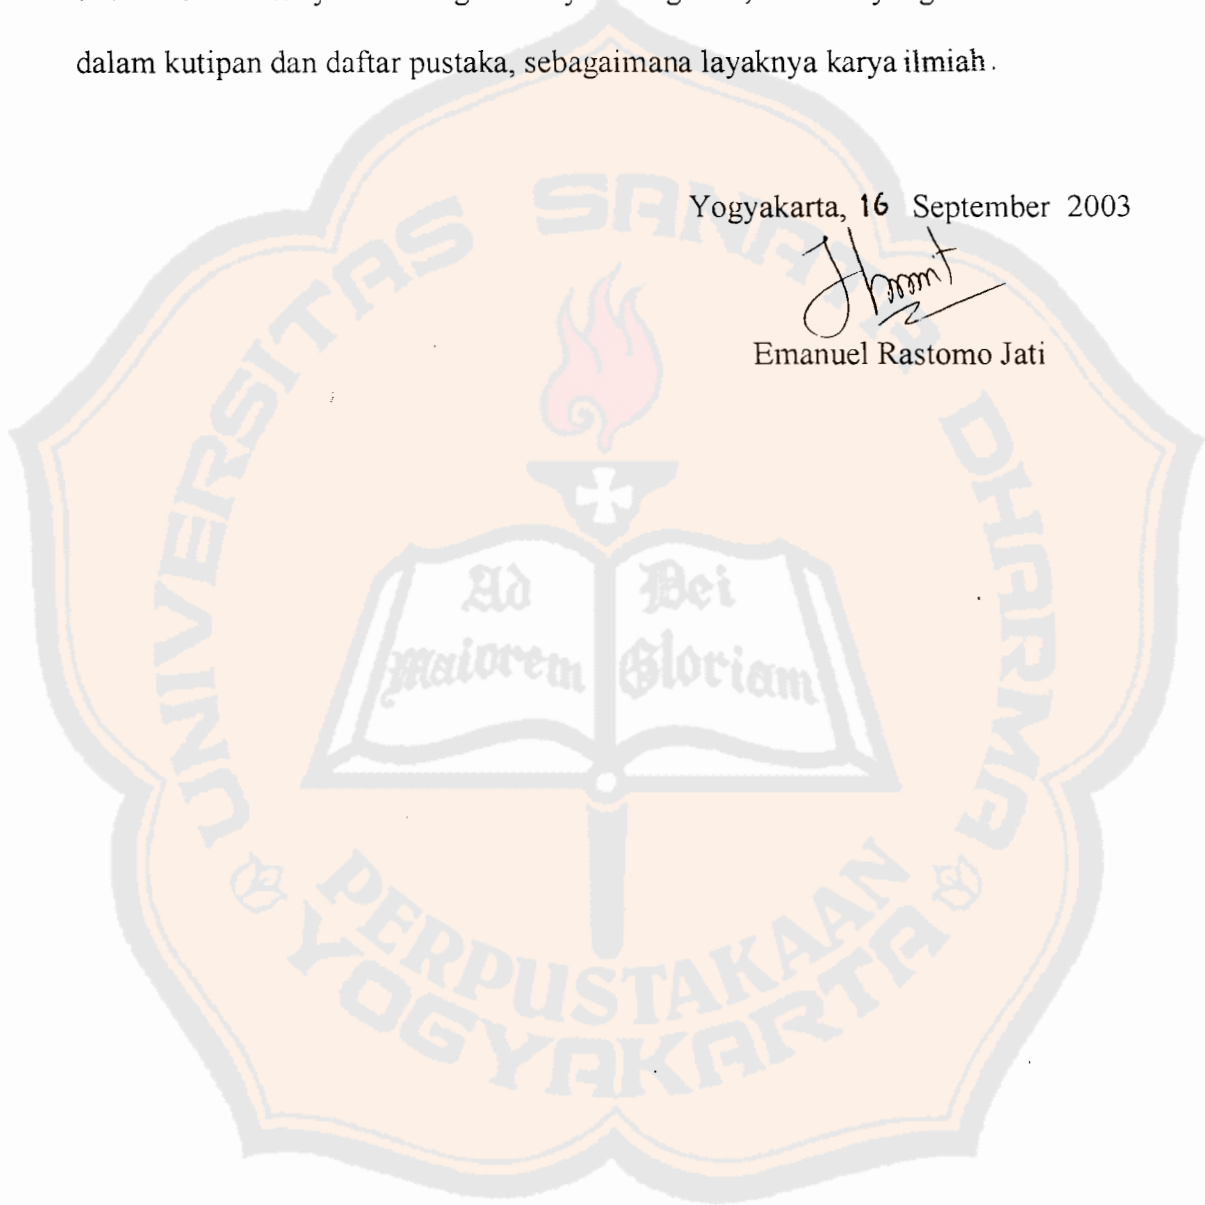 dalam kutipan dan daftar pustaka, sebagaimana layaknya karya ilmiah.
Yogyakarta, 16 September 2003
Emanuel Rastomo Jati
UNIVERSITAS SANATA DHARMA
Ad Dei
maiorem Gloriam
PERPUSTAKAAN
YOGYAKARTA